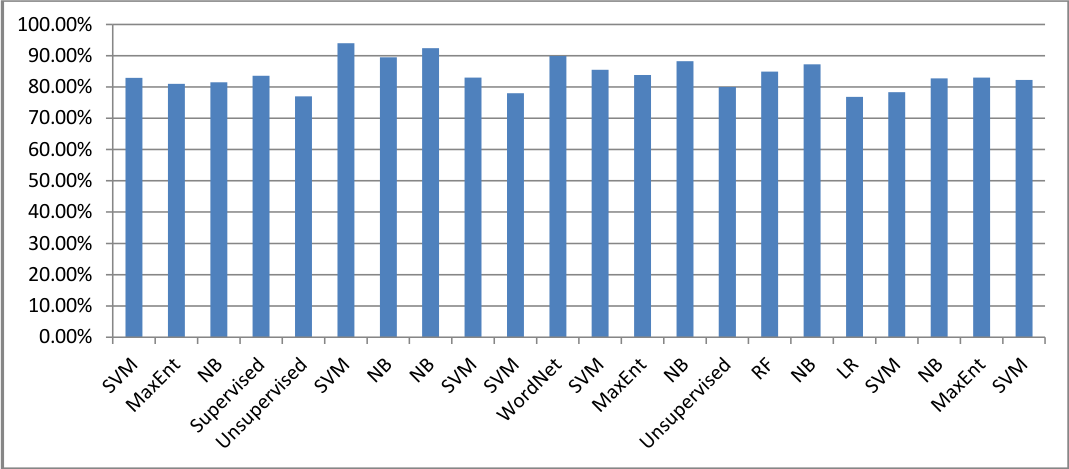 100.00%
90.00%
80.00%
70.00%
60.00%
50.00%
40.00%
30.00%
20.00%
10.00%
0.00%
SVM
MaxEnt
NB
Supervised
Unsupervised
SVM
NB
NB
SVM
SVM
WordNet
SVM
MaxEnt
NB
Unsupervised
RF
NB
LR
SVM
NB
MaxEnt
SVM